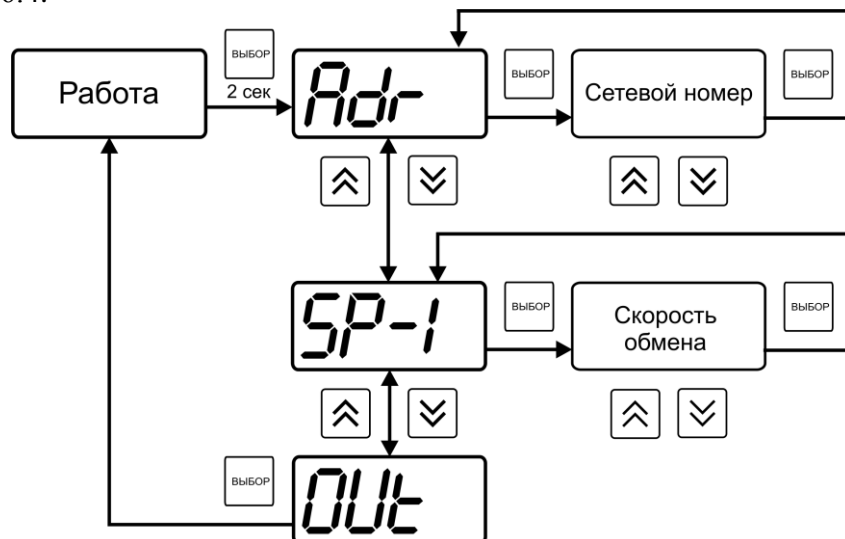 ВЫБОР
2 сек
Работа
Adr
ВЫБОР
Сетевой номер
ВЫБОР
SP-1
ВЫБОР
Скорость
обмена
ВЫБОР
ВЫБОР
OUt